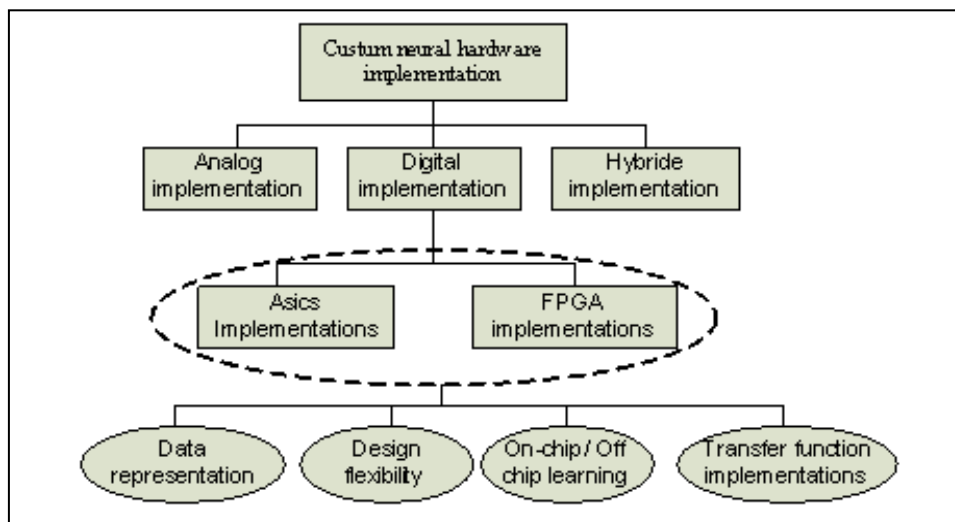 Custum neural hardware
implementation
Analog
implementation
Digital
implementation
Hybride
implementation
Asics
Implementations
FPGA
implementations
Data
representation
Design
flexibility
On-chip / Off
chip learning
Transfer function
implementations